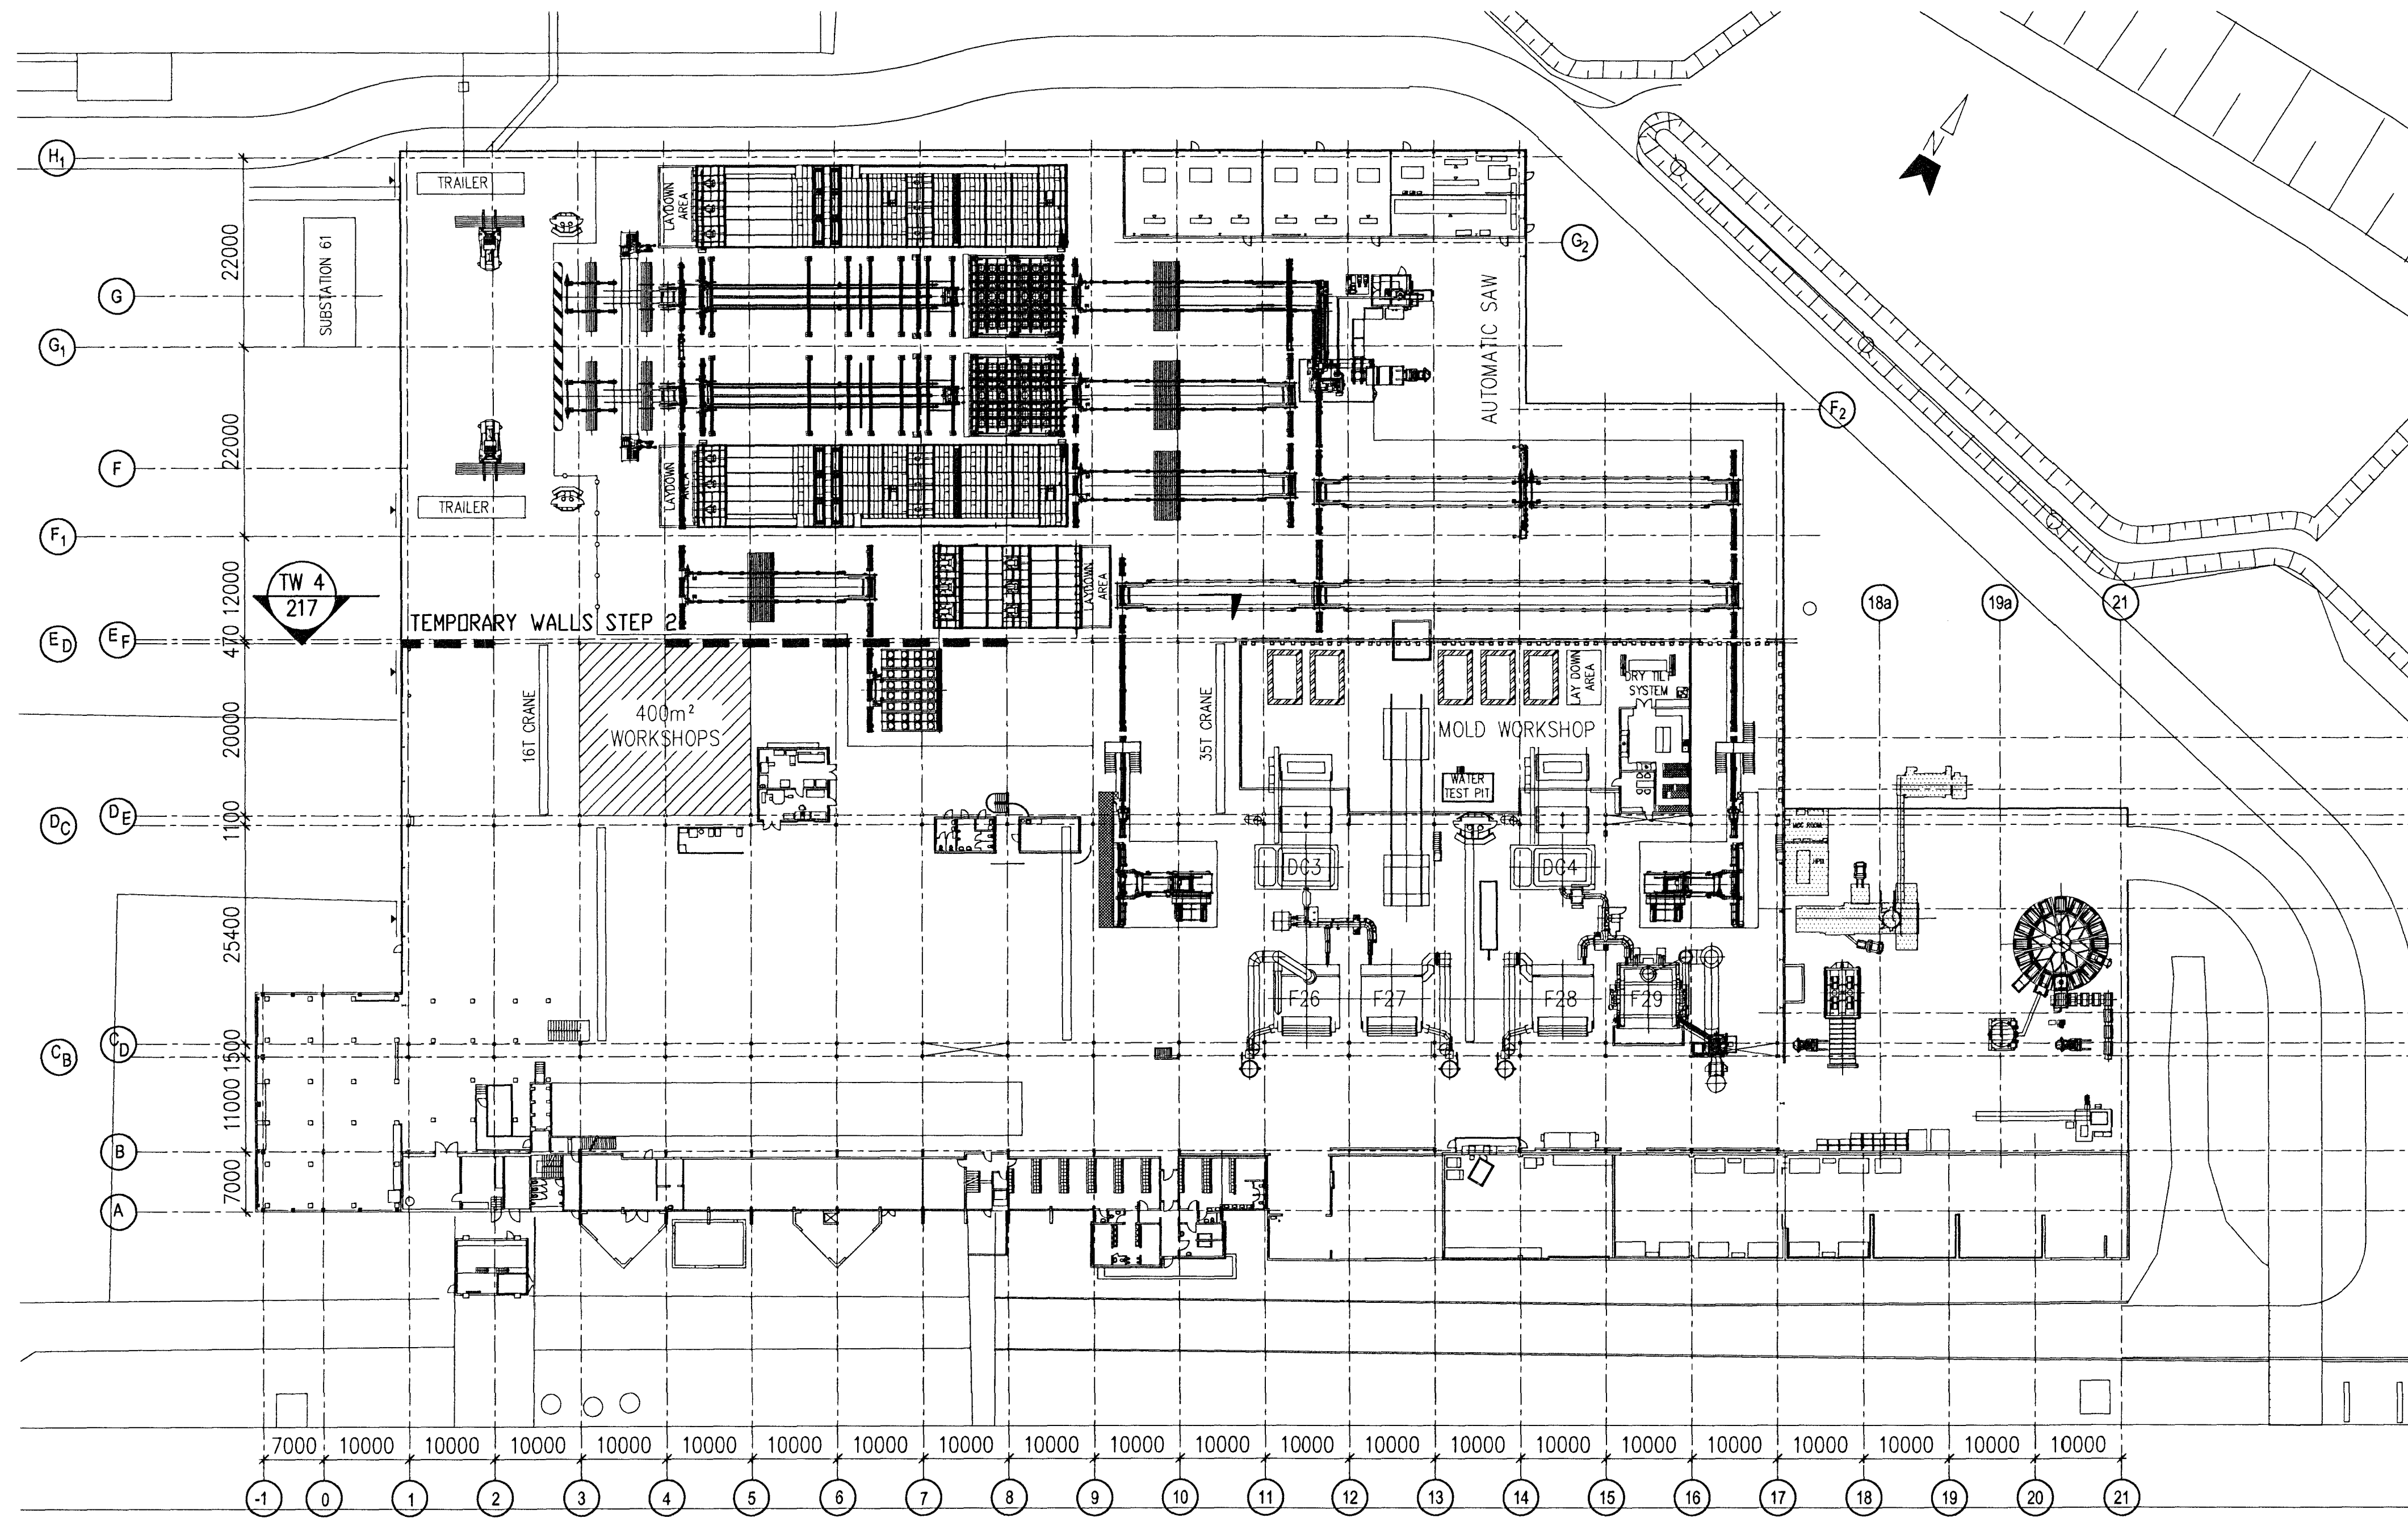 H1
TRAILER
LAYDOWN
AREA
G2
22000
SUBSTATION 61
G
AUTOMATIC SAW
N
G1
F2
22000
F
LAYDOWN
AREA
TRAILER
F1
12000
TW 4
217
LAYDOWN
AREA
18a
19a
21
TEMPORARY WALLS STEP 2
ED
EF
470
16T CRANE
400m²
WORKSHOPS
35T CRANE
LAY DOWN
AREA
DRY TILT
SYSTEM
MOLD WORKSHOP
20000
WATER
TEST PIT
DC
DE
1100
DC3
DC4
25400
F26
F27
F28
F29
CB
CD
1500
11000
B
7000
A
7000 10000 10000 10000 10000 10000 10000 10000 10000 10000 10000 10000 10000 10000 10000 10000 10000 10000 10000 10000 10000 10000
-1 0 1 2 3 4 5 6 7 8 9 10 11 12 13 14 15 16 17 18 19 20 21